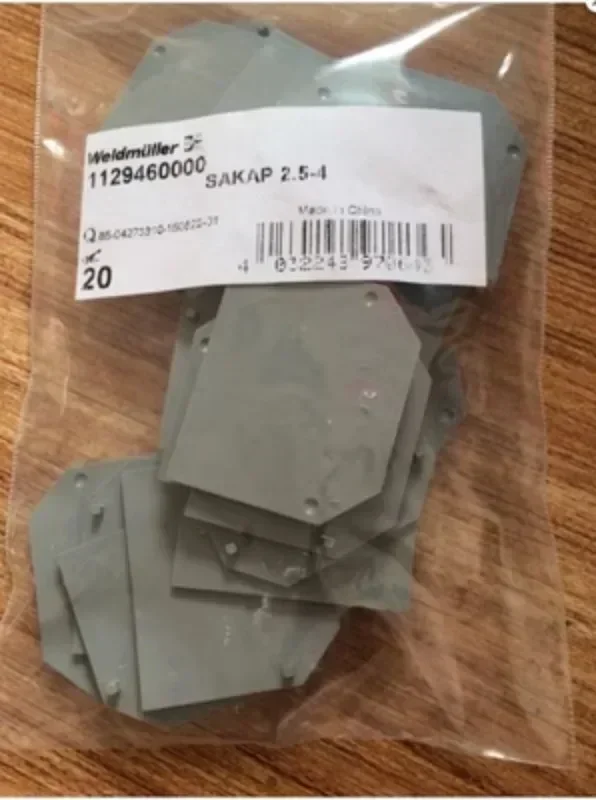 Weidmüller
1129460000 SAKAP 2.5-4
Made in China
20